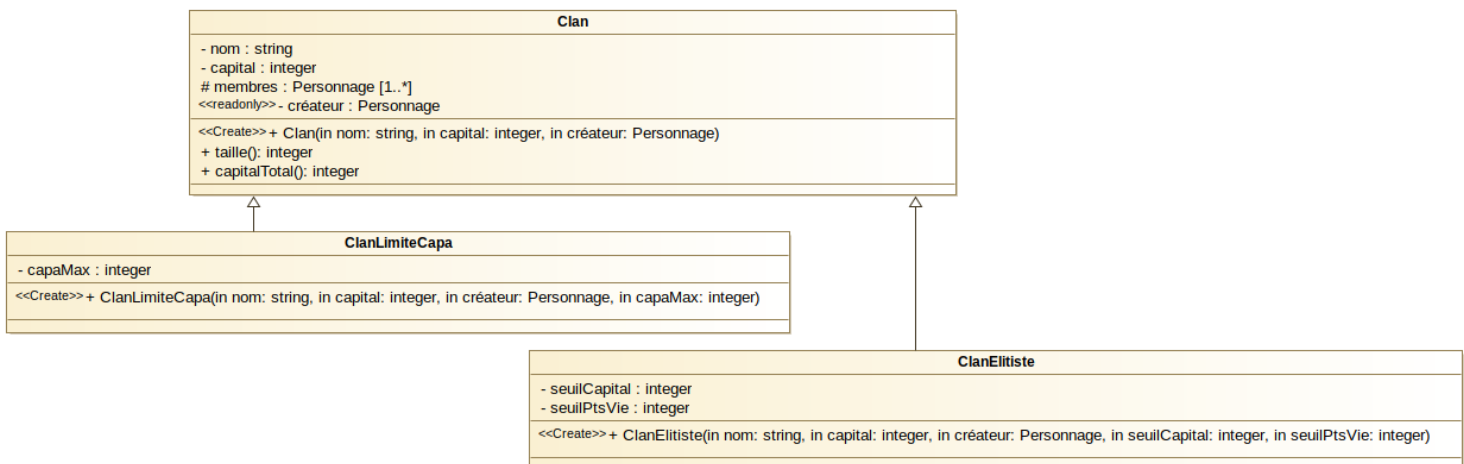 Clan
- nom : string
- capital : integer
# membres : Personnage [1..*]
<<readonly>> - créateur : Personnage
<<Create>> + Clan(in nom: string, in capital: integer, in créateur: Personnage)
+ taille(): integer
+ capitalTotal(): integer
ClanLimiteCapa
- capaMax : integer
<<Create>> + ClanLimiteCapa(in nom: string, in capital: integer, in créateur: Personnage, in capaMax: integer)
ClanElitiste
- seuilCapital : integer
- seuilPtsVie : integer
<<Create>> + ClanElitiste(in nom: string, in capital: integer, in créateur: Personnage, in seuilCapital: integer, in seuilPtsVie: integer)